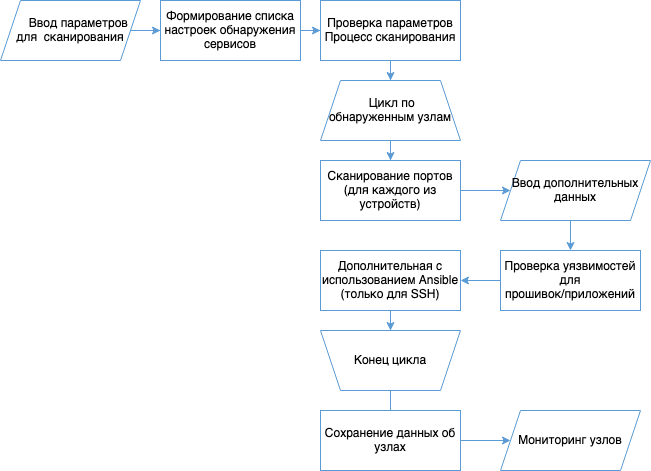 Ввод параметров
для  сканирования
Формирование списка
настроек обнаружения
сервисов
Проверка параметров
Процесс сканирования
Цикл по
обнаруженным узлам
Сканирование портов
(для каждого из
устройств)
Ввод дополнительных
данных
Проверка уязвимостей
для
прошивок/приложений
Дополнительная с
использованием Ansible
(только для SSH)
Конец цикла
Сохранение данных об
узлах
Мониторинг узлов